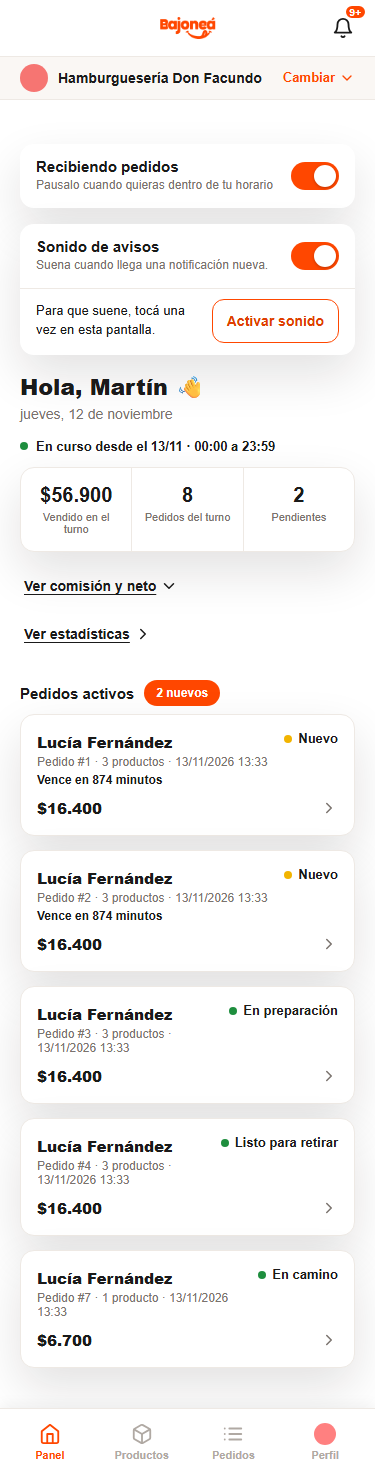 Bajoneá
9+
Hamburguesería Don Facundo
Cambiar
Recibiendo pedidos
Pausalo cuando quieras dentro de tu horario
Sonido de avisos
Suena cuando llega una notificación nueva.
Para que suene, tocá una
vez en esta pantalla.
Activar sonido
Hola, Martín 👋
jueves, 12 de noviembre
En curso desde el 13/11 · 00:00 a 23:59
$56.900
Vendido en el
turno
8
Pedidos del turno
2
Pendientes
Ver comisión y neto
Ver estadísticas
Pedidos activos
2 nuevos
Lucía Fernández
Nuevo
Pedido #1 · 3 productos · 13/11/2026 13:33
Vence en 874 minutos
$16.400
Lucía Fernández
Nuevo
Pedido #2 · 3 productos · 13/11/2026 13:33
Vence en 874 minutos
$16.400
Lucía Fernández
En preparación
Pedido #3 · 3 productos ·
13/11/2026 13:33
$16.400
Lucía Fernández
Listo para retirar
Pedido #4 · 3 productos ·
13/11/2026 13:33
$16.400
Lucía Fernández
En camino
Pedido #7 · 1 producto · 13/11/2026
13:33
$6.700
Panel
Productos
Pedidos
Perfil